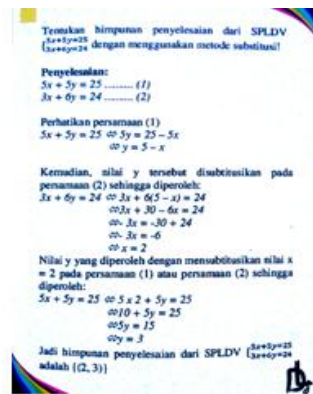 Tentukan himpunan penyelesaian dari SPLDV
{5x+5y=25
3x+6y=24 dengan menggunakan metode substitusi!
Penyelesaian:
5x + 5y = 25 .......... (1)
3x + 6y = 24 .......... (2)
Perhatikan persamaan (1)
5x + 5y = 25 ⇔ 5y = 25 – 5x
⇔ y = 5 – x
Kemudian, nilai y tersebut disubtitusikan pada
persamaan (2) sehingga diperoleh:
3x + 6y = 24 ⇔ 3x + 6(5 – x) = 24
⇔3x + 30 – 6x = 24
⇔- 3x = -30 + 24
⇔- 3x = -6
⇔ x = 2
Nilai y yang diperoleh dengan mensubtitusikan nilai x
= 2 pada persamaan (1) atau persamaan (2) sehingga
diperoleh:
5x + 5y = 25 ⇔ 5 x 2 + 5y = 25
⇔10 + 5y = 25
⇔5y = 15
⇔y = 3
Jadi himpunan penyelesaian dari SPLDV {5x+5y=25
3x+6y=24
adalah {(2, 3)}